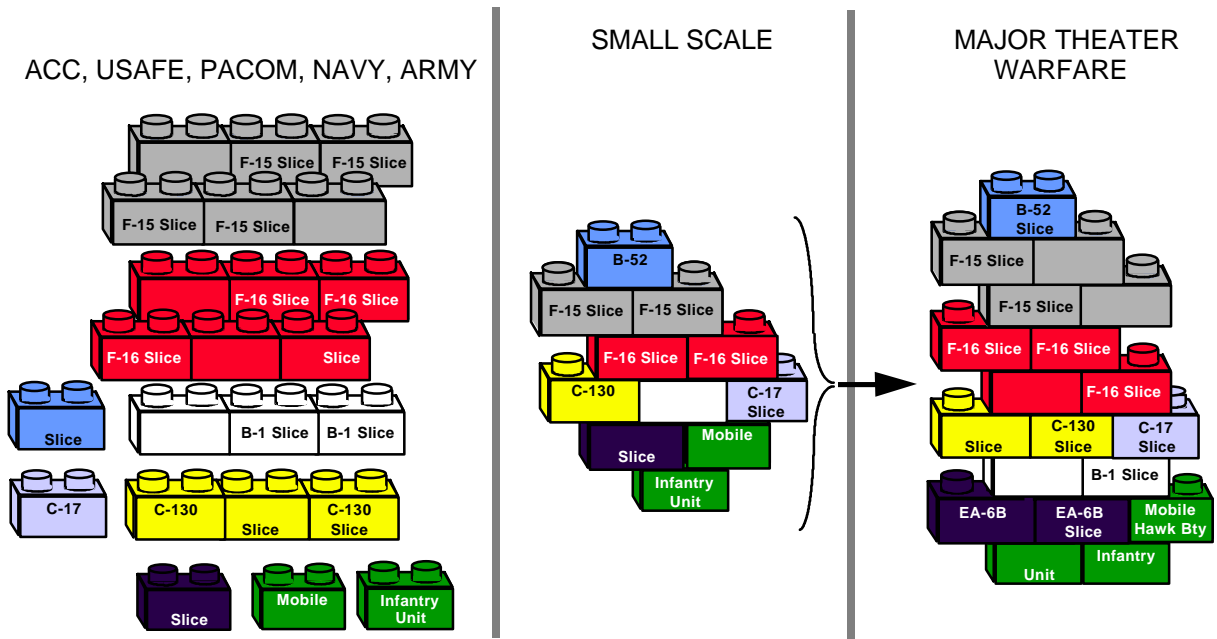 ACC, USAFE, PACOM, NAVY, ARMY
F-15 Slice F-15 Slice
F-15 Slice F-15 Slice
F-16 Slice F-16 Slice
F-16 Slice Slice
Slice
B-1 Slice B-1 Slice
C-17
C-130
Slice
C-130
Slice
Slice
Mobile
Infantry
Unit
SMALL SCALE
B-52
F-15 Slice F-15 Slice
F-16 Slice F-16 Slice
C-130
C-17
Slice
Slice
Mobile
Infantry
Unit
MAJOR THEATER
WARFARE
B-52
Slice
F-15 Slice
F-15 Slice
F-16 Slice F-16 Slice
F-16 Slice
Slice
C-130
Slice
C-17
Slice
B-1 Slice
EA-6B
EA-6B
Slice
Mobile
Hawk Bty
Unit
Infantry